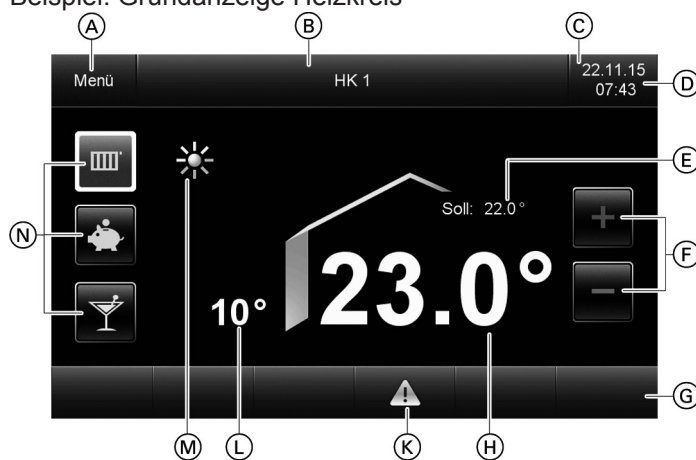 Beispiel: Grundanzeige Heizkreis
A
B
C
Menü
HK 1
22.11.15
07:43
D
E
Soll: 22.0°
+
N
F
23.0°
10°
−
G
M
L
K
H